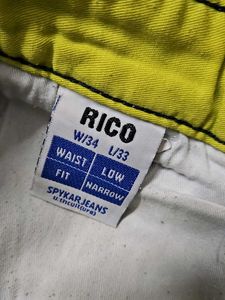 RICO
W/34 L/33
WAIST LOW
FIT NARROW
SPYKAR JEANS